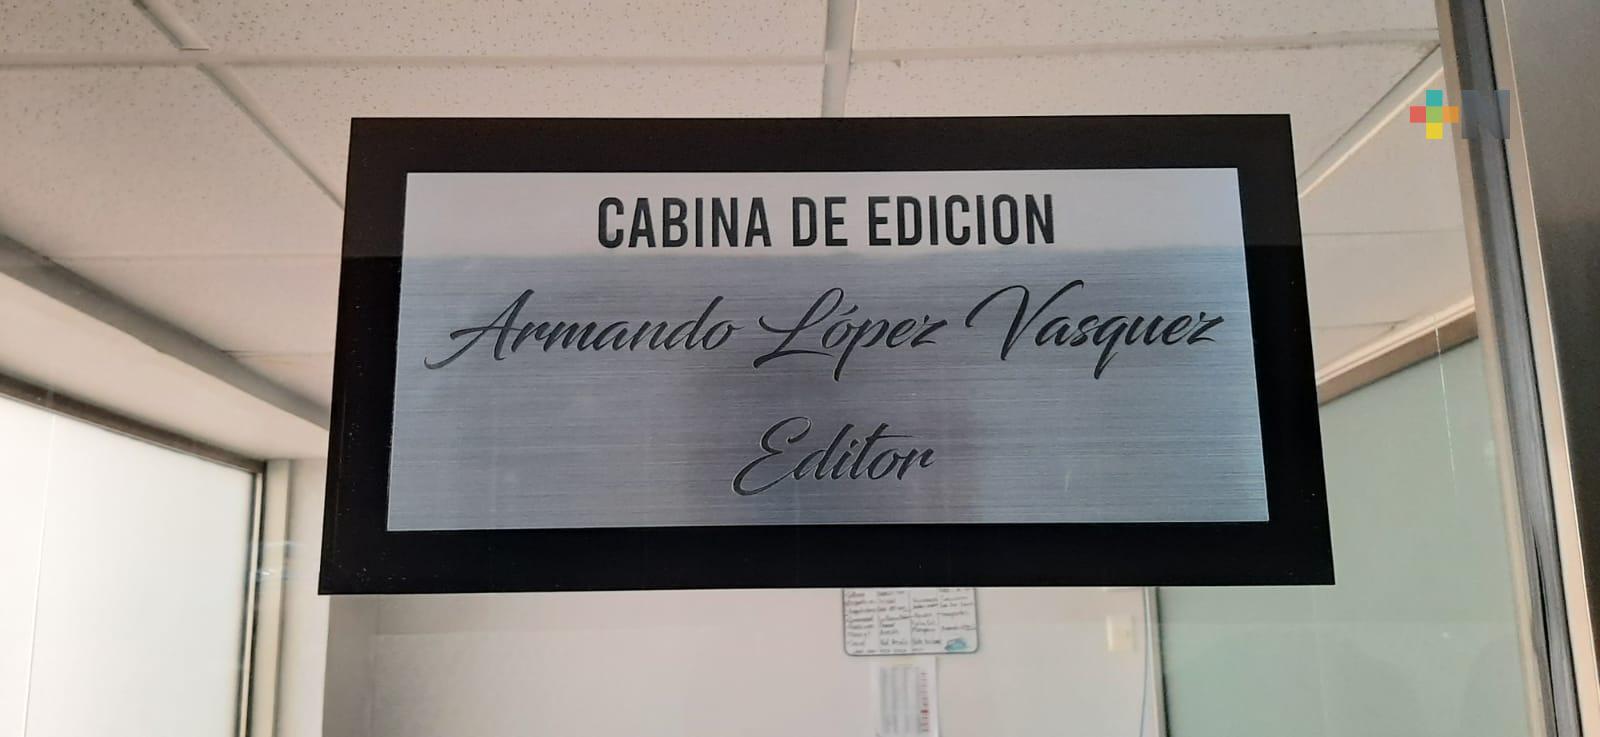 +N
CABINA DE EDICION
Armando López Vasquez
Editor